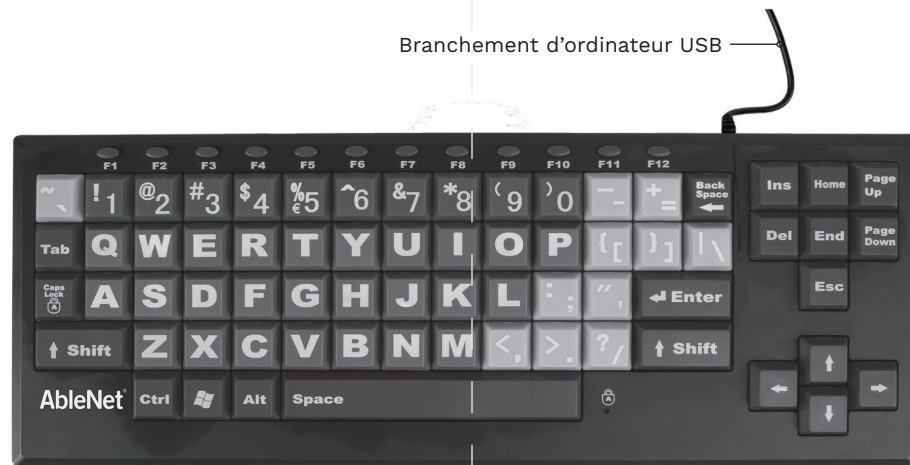 Branchement d'ordinateur USB
F1 F2 F3 F4 F5 F6 F7 F8 F9 F10 F11 F12
~ ` ! 1 @ 2 # 3 $ 4 % € 5 ^ 6 & 7 * 8 ( 9 ) 0 _ - + = Back Space Ins Home Page Up
Tab Q W E R T Y U I O P { [ } ] | \ Del End Page Down
Caps Lock A A S D F G H J K L : ; " ' Enter Esc
Shift Z X C V B N M < , > . ? / Shift
AbleNet® Ctrl Alt Space A